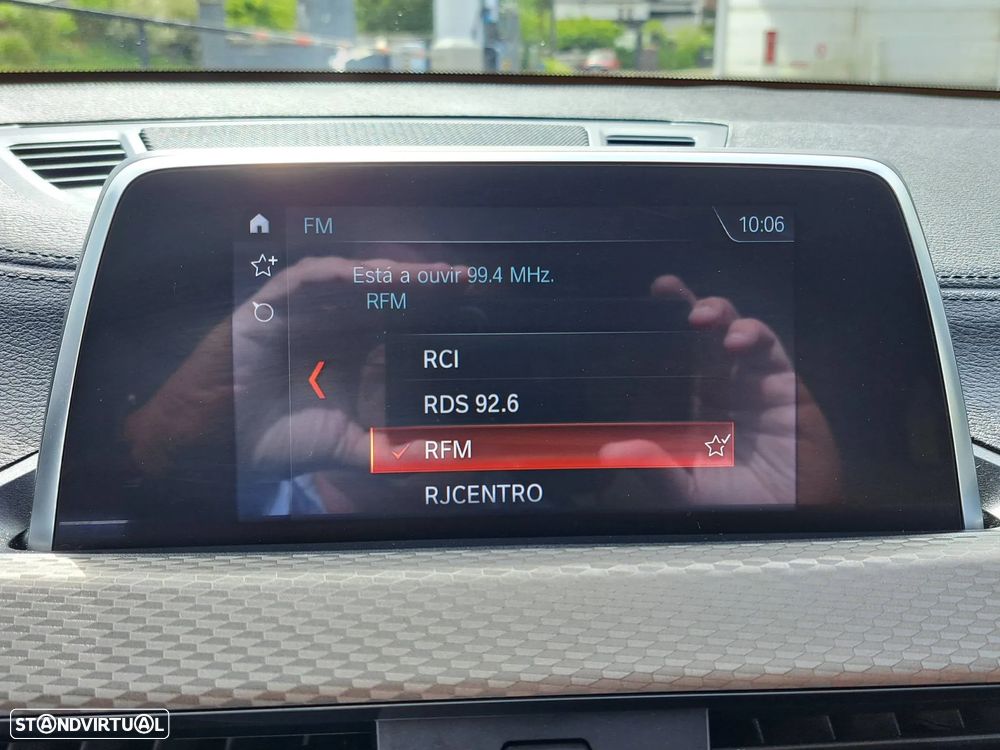 FM
10:06
Está a ouvir 99.4 MHz.
RFM
RCI
RDS 92.6
RFM
RJCENTRO
STANDVIRTUAL